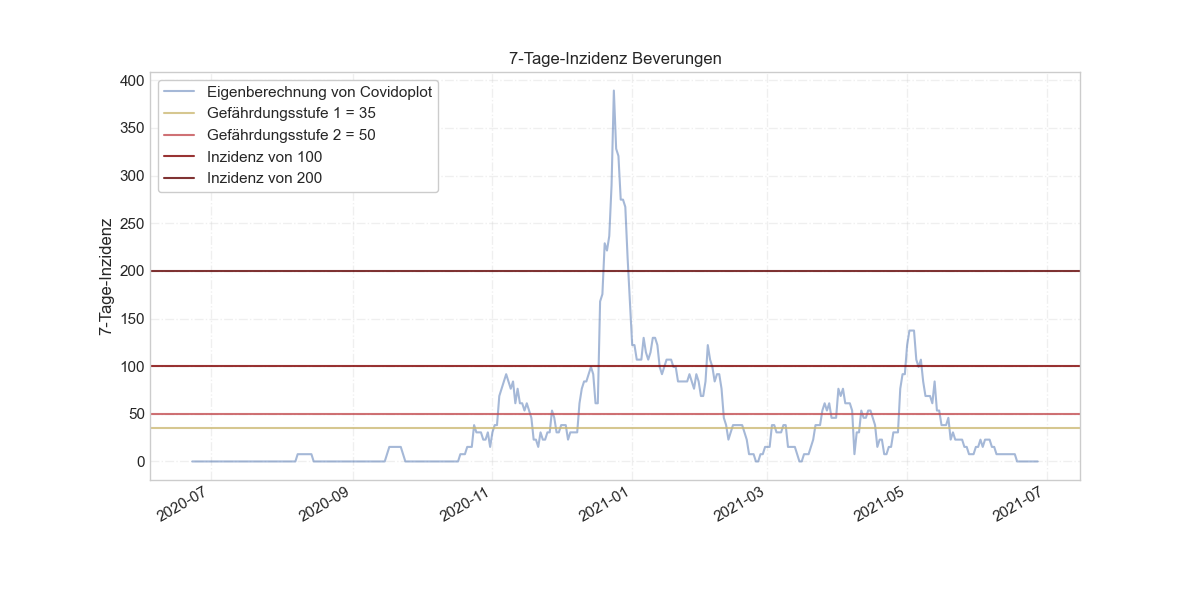 7-Tage-Inzidenz Beverungen
400
350
300
250
200
150
100
50
0
7-Tage-Inzidenz
Eigenberechnung von Covidoplot
Gefährdungsstufe 1 = 35
Gefährdungsstufe 2 = 50
Inzidenz von 100
Inzidenz von 200
2020-07
2020-09
2020-11
2021-01
2021-03
2021-05
2021-07